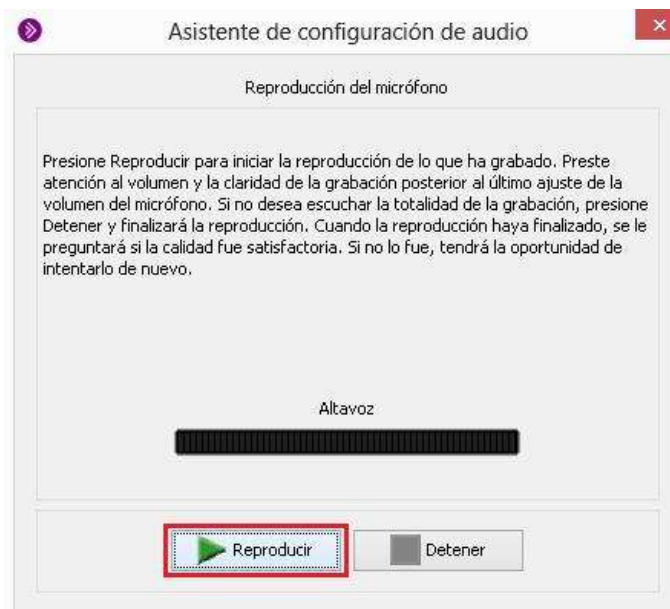 Asistente de configuración de audio
Reproducción del micrófono
Presione Reproducir para iniciar la reproducción de lo que ha grabado. Preste
atención al volumen y la claridad de la grabación posterior al último ajuste de la
volumen del micrófono. Si no desea escuchar la totalidad de la grabación, presione
Detener y finalizará la reproducción. Cuando la reproducción haya finalizado, se le
preguntará si la calidad fue satisfactoria. Si no lo fue, tendrá la oportunidad de
intentarlo de nuevo.
Altavoz
Reproducir
Detener